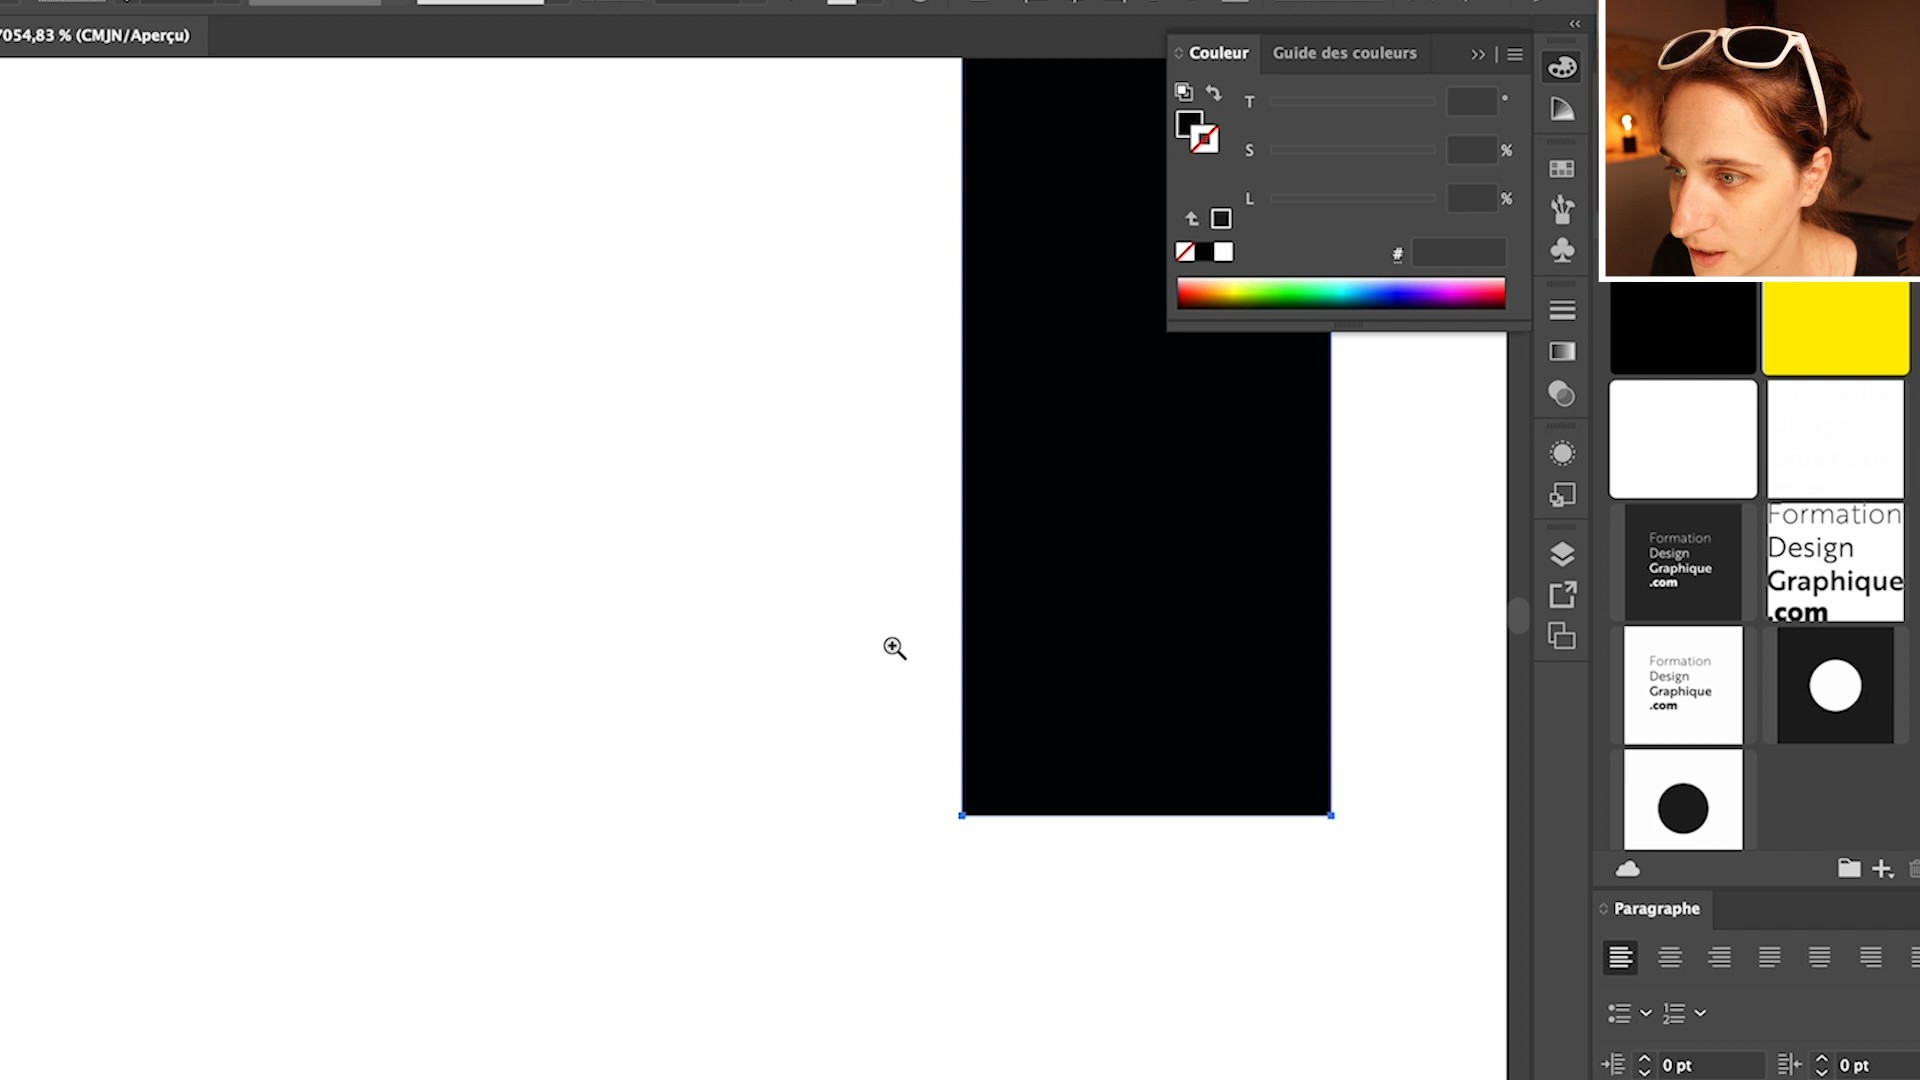 7054,83 % (CMJN/Aperçu)
Couleur
Guide des couleurs
T
°
S
%
L
%
#
Formation
Design
Graphique
.com
Formation
Design
Graphique
.com
Formation
Design
Graphique
.com
Paragraphe
0 pt
0 pt